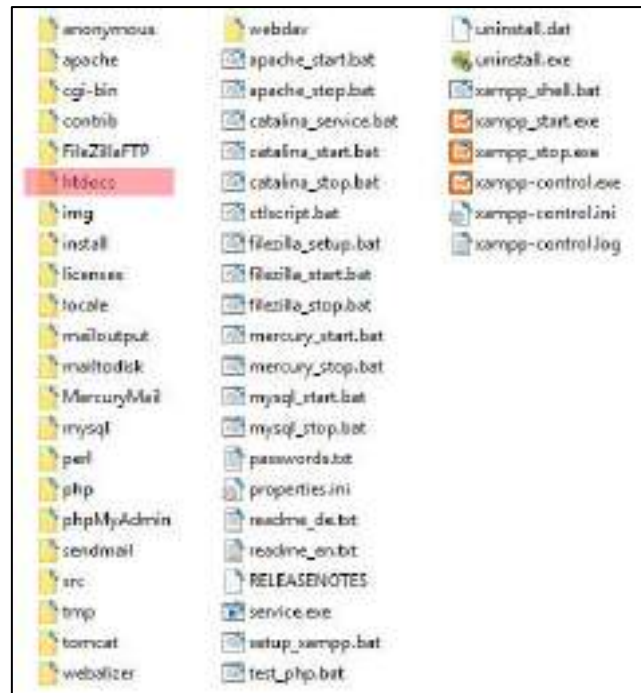 anonymous
apache
cgi-bin
contrib
FileZillaFTP
htdocs
img
install
licenses
locale
mailoutput
mailtodisk
MercuryMail
mysql
perl
php
phpMyAdmin
sendmail
src
tmp
tomcat
webalizer
webdav
apache_start.bat
apache_stop.bat
catalina_service.bat
catalina_start.bat
catalina_stop.bat
ctlscript.bat
filezilla_setup.bat
filezilla_start.bat
filezilla_stop.bat
mercury_start.bat
mercury_stop.bat
mysql_start.bat
mysql_stop.bat
passwords.txt
properties.ini
readme_de.txt
readme_en.txt
RELEASENOTES
service.exe
setup_xampp.bat
test_php.bat
uninstall.dat
uninstall.exe
xampp_shell.bat
xampp_start.exe
xampp_stop.exe
xampp-control.exe
xampp-control.ini
xampp-control.log